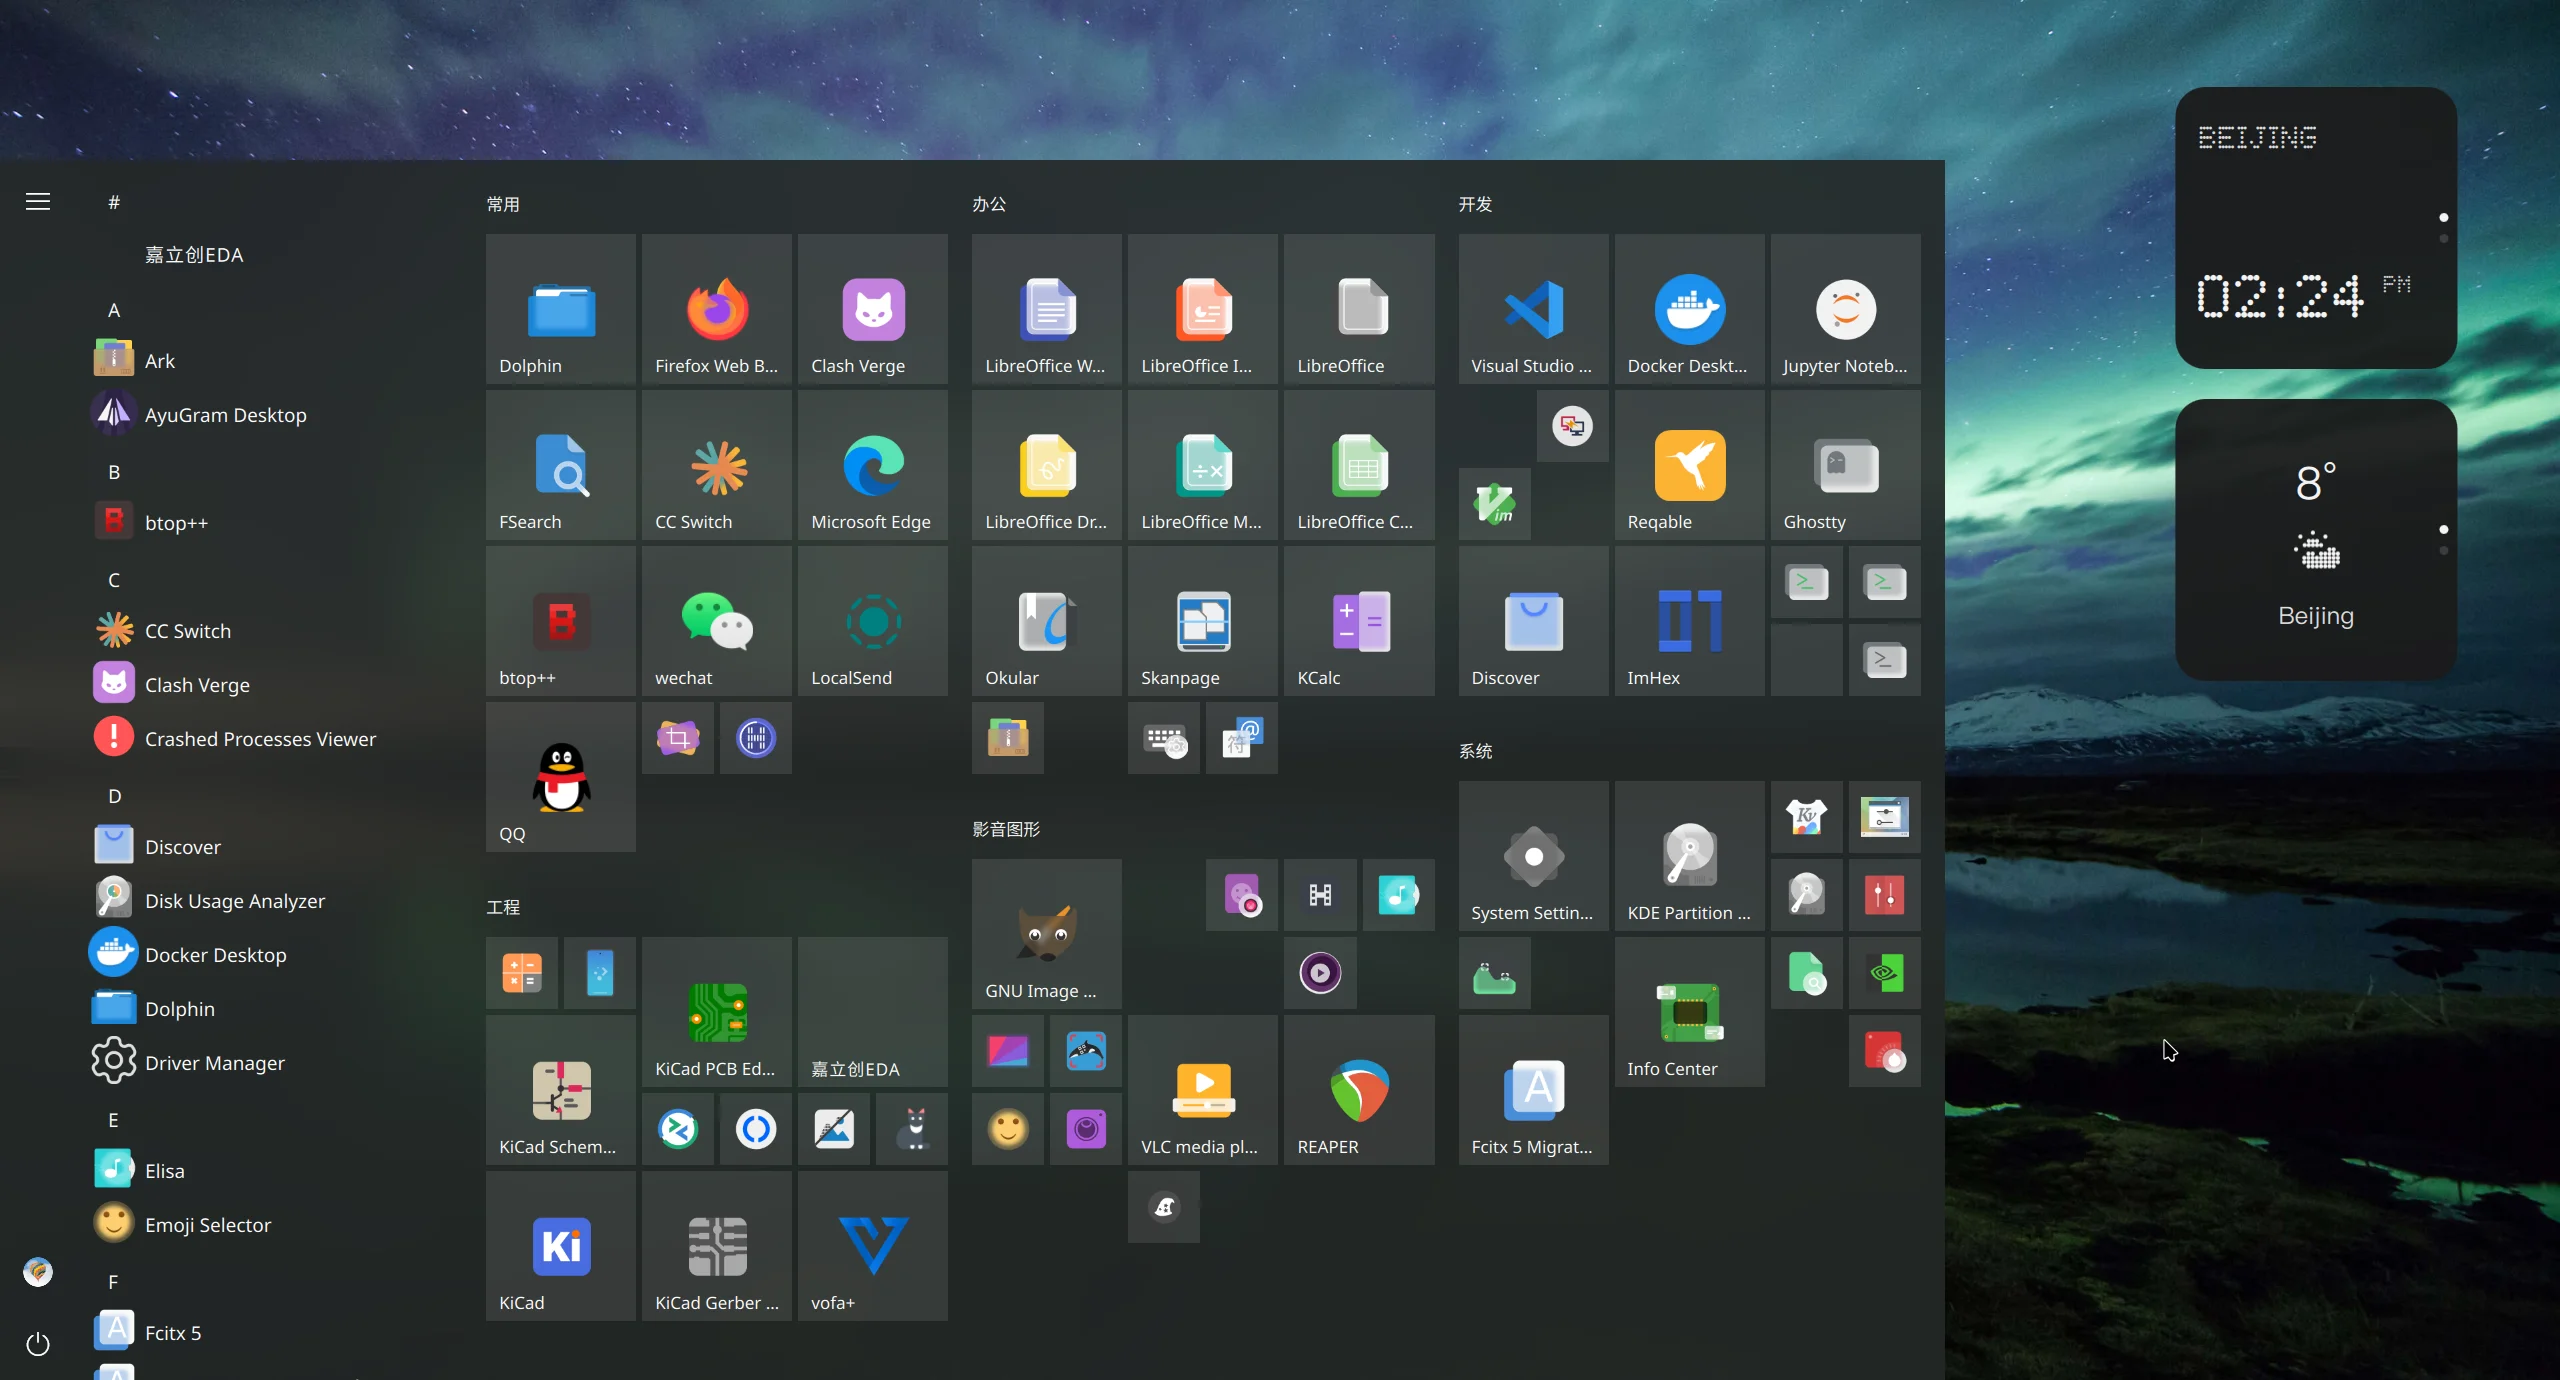 #
嘉立创EDA
A
Ark
AyuGram Desktop
B
btop++
C
CC Switch
Clash Verge
Crashed Processes Viewer
D
Discover
Disk Usage Analyzer
Docker Desktop
Dolphin
Driver Manager
E
Elisa
Emoji Selector
F
Fcitx 5
常用
Dolphin
Firefox Web B...
Clash Verge
FSearch
CC Switch
Microsoft Edge
btop++
wechat
LocalSend
QQ
工程
KiCad PCB Ed...
嘉立创EDA
KiCad Schem...
Ki
KiCad
KiCad Gerber ...
vofa+
办公
LibreOffice W...
LibreOffice I...
LibreOffice
LibreOffice Dr...
LibreOffice M...
LibreOffice C...
Okular
Skanpage
KCalc
符
影音图形
GNU Image ...
VLC media pl...
REAPER
开发
Visual Studio ...
Docker Deskt...
Jupyter Noteb...
Vim
Reqable
Ghostty
Discover
ImHex
系统
Kv
System Settin...
KDE Partition ...
Info Center
A
Fcitx 5 Migrat...
BEIJING
02:24 PM
8°
Beijing